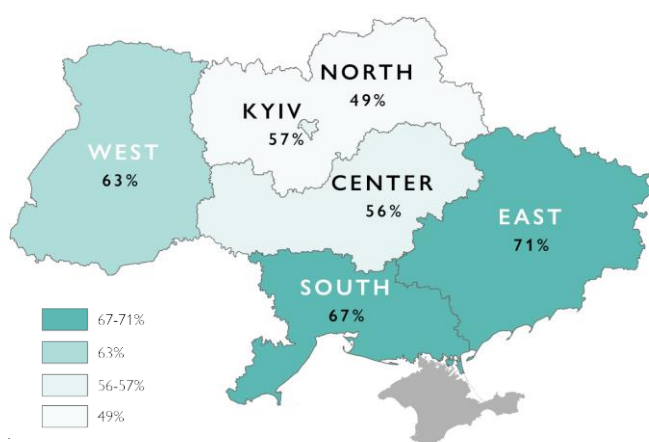 NORTH
49%
KYIV
57%
WEST
63%
CENTER
56%
EAST
71%
SOUTH
67%
67-71%
63%
56-57%
49%